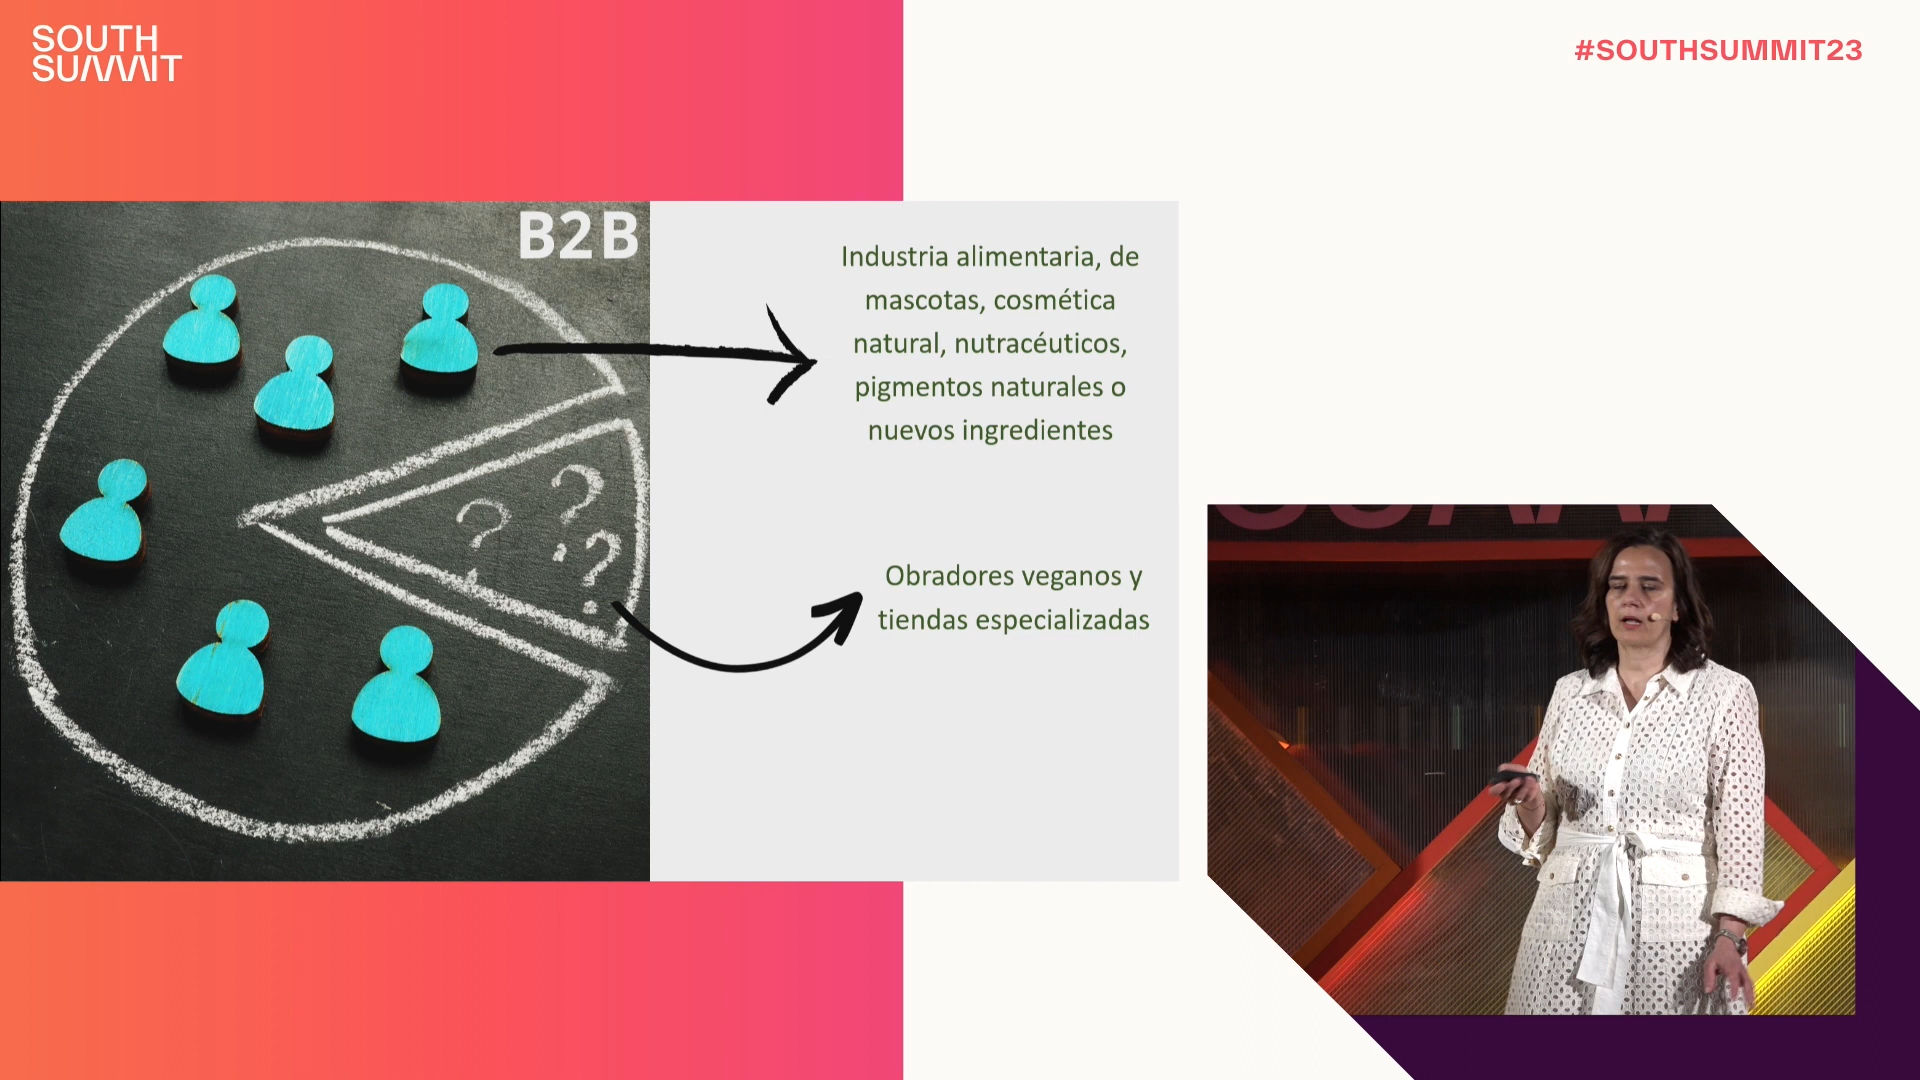 SOUTH
SUMMIT
#SOUTHSUMMIT23
B2B
Industria alimentaria, de
mascotas, cosmética
natural, nutracéuticos,
pigmentos naturales o
nuevos ingredientes
? ? ?
Obradores veganos y
tiendas especializadas